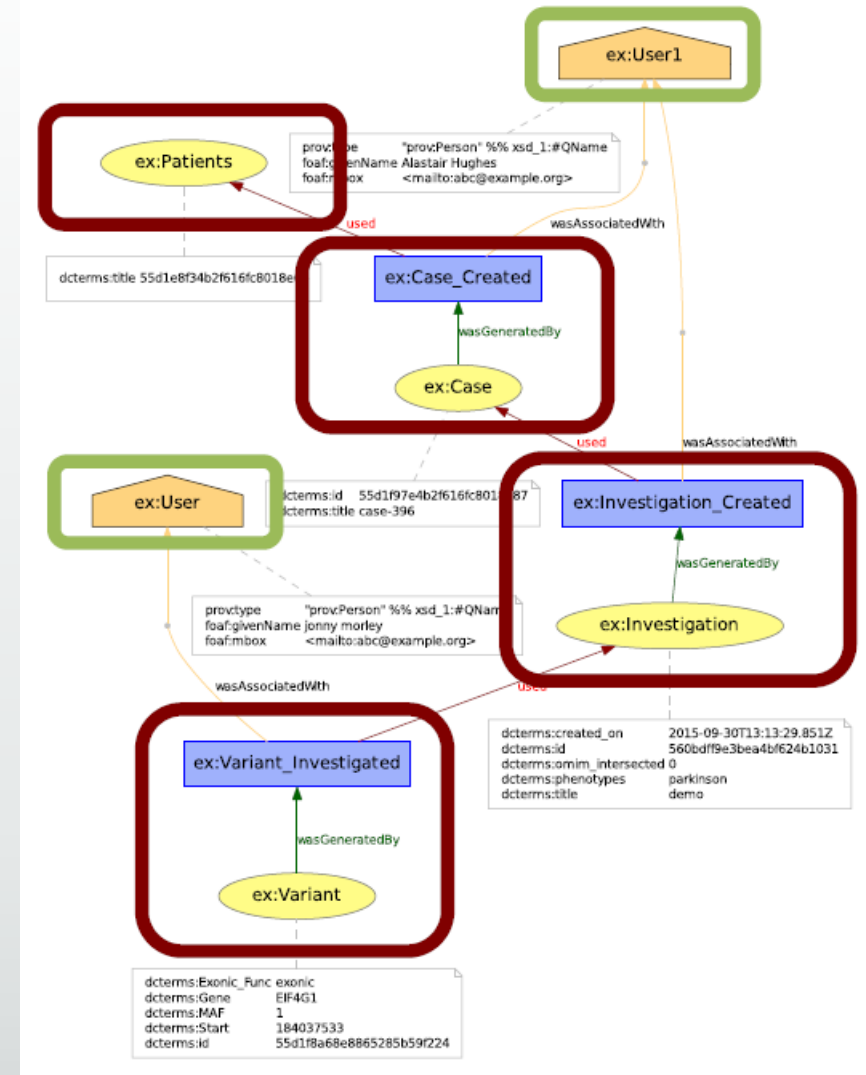 ex:User1
prov:type "prov:Person" %% xsd_1:#QName
foaf:givenName Alastair Hughes
foaf:mbox <mailto:abc@example.org>
ex:Patients
used
wasAssociatedWith
dcterms:title
ex:Case_Created
wasGeneratedBy
ex:Case
used
wasAssociatedWith
ex:User
dcterms:id
dcterms:title case-396
ex:Investigation_Created
wasGeneratedBy
prov:type "prov:Person" %% xsd_1:#QName
foaf:givenName jonny morley
foaf:mbox <mailto:abc@example.org>
ex:Investigation
wasAssociatedWith
used
dcterms:created_on 2015-09-30T13:13:29.851Z
dcterms:id 560bdff9e3bea4bf624b1031
dcterms:omim_intersected 0
dcterms:phenotypes parkinson
dcterms:title demo
ex:Variant_Investigated
wasGeneratedBy
ex:Variant
dcterms:Exonic_Func exonic
dcterms:Gene EIF4G1
dcterms:MAF 1
dcterms:Start 184037533
dcterms:id 55d1f8a68e8865285b59f224